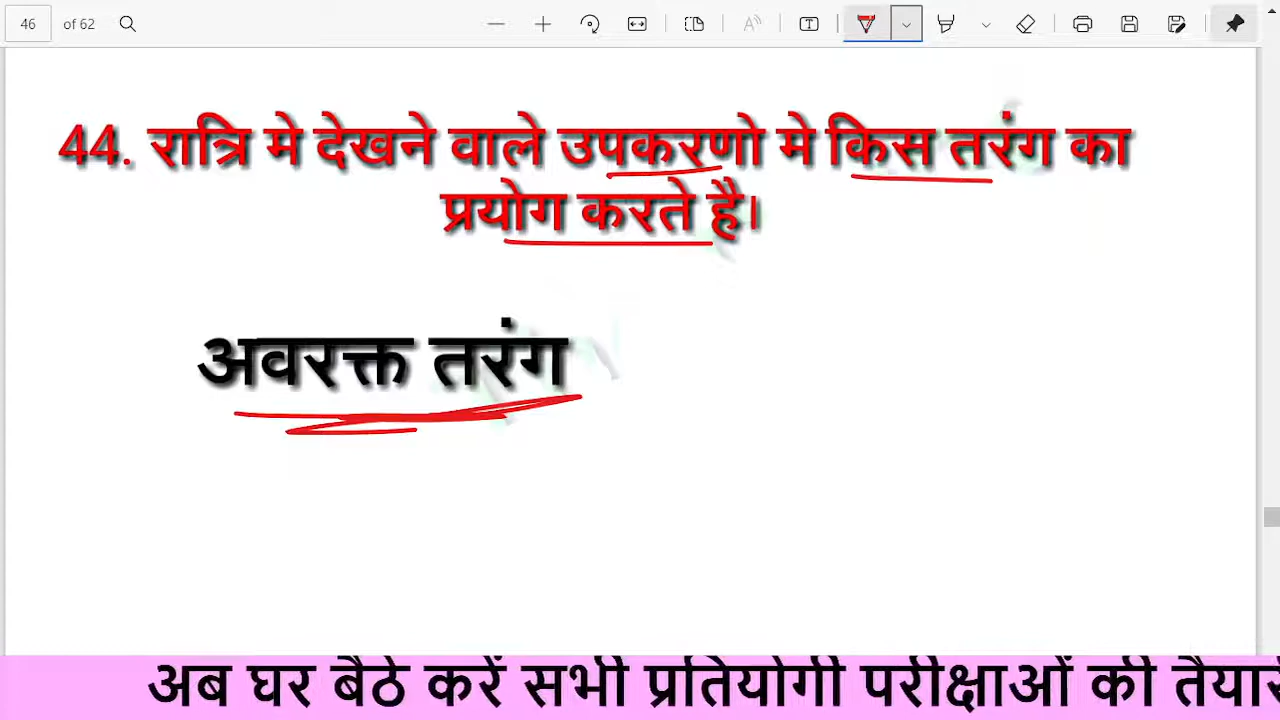 46 of 62
44. रात्रि मे देखने वाले उपकरणो मे किस तरंग का
प्रयोग करते है।
अवरक्त तरंग
अब घर बैठे करें सभी प्रतियोगी परीक्षाओं की